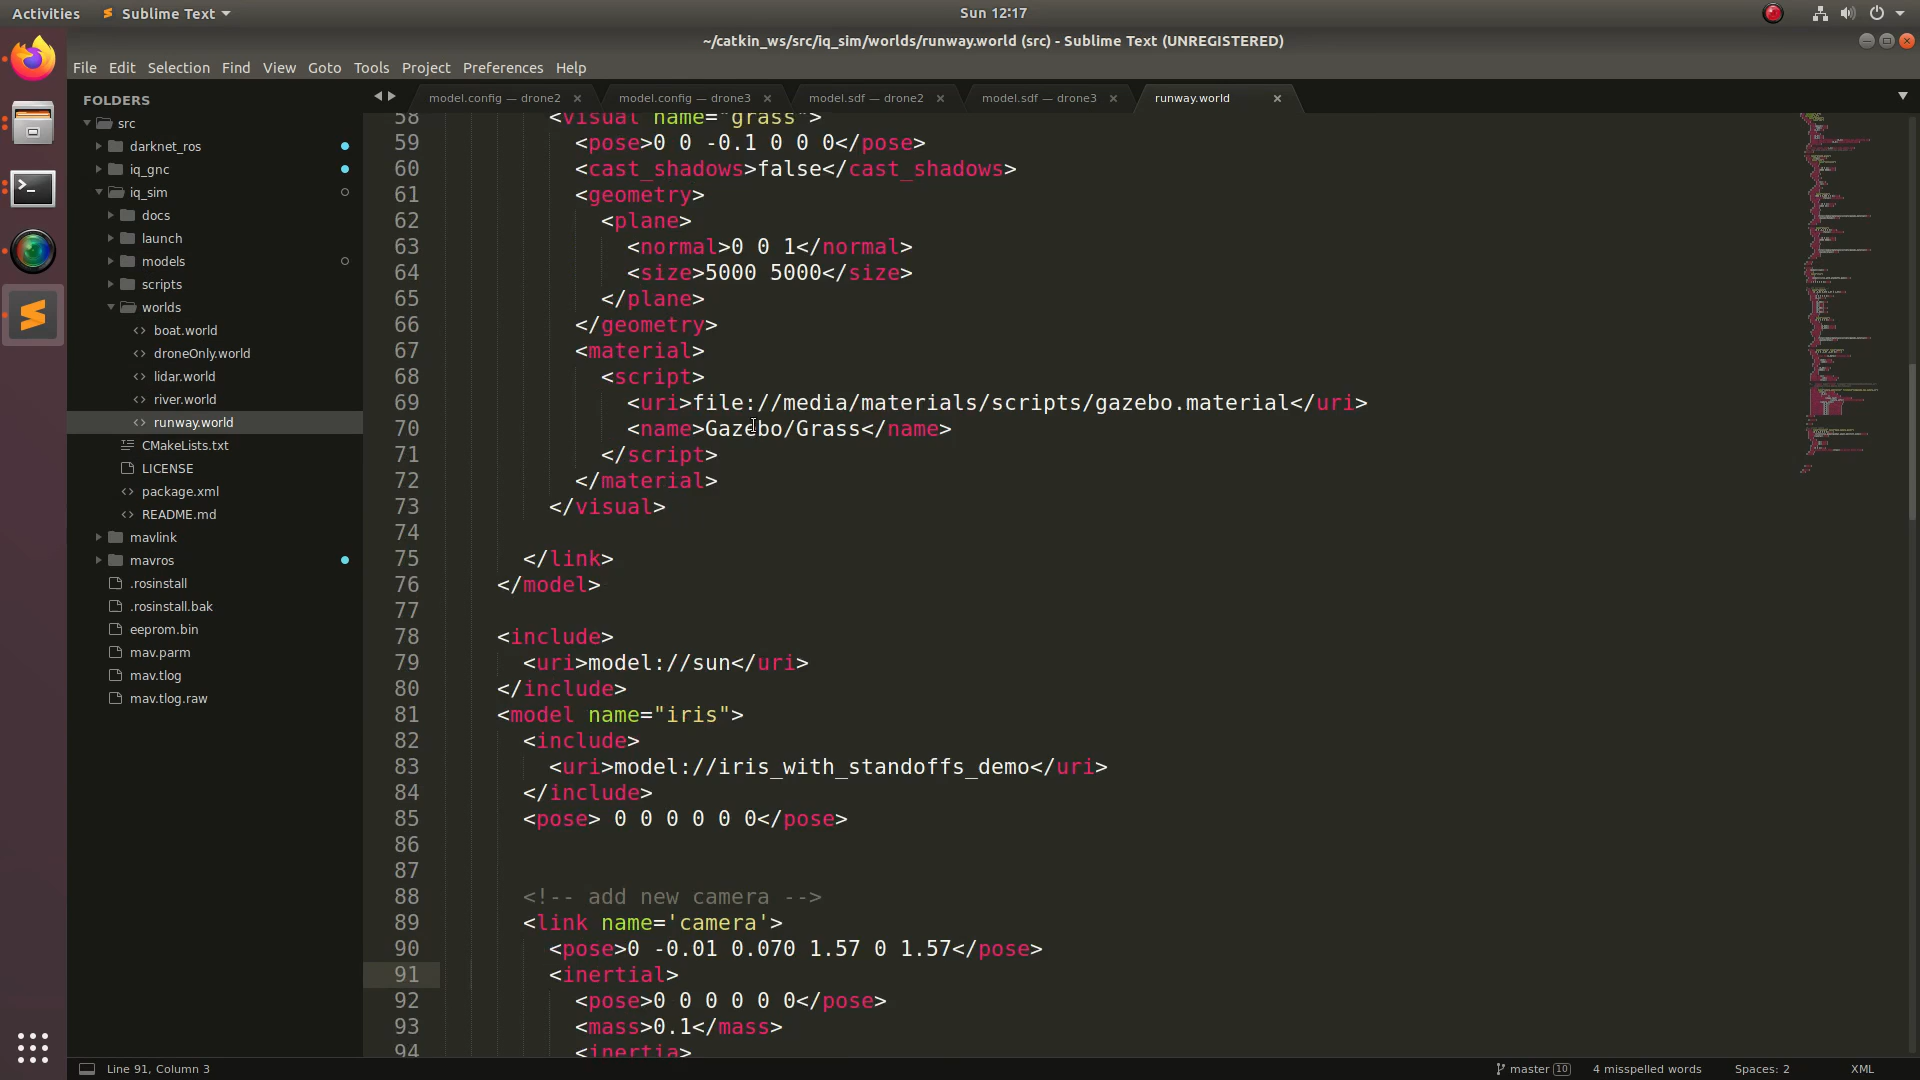 Activities
Sublime Text
Sun 12:17
~/catkin_ws/src/iq_sim/worlds/runway.world (src) - Sublime Text (UNREGISTERED)
File Edit Selection Find View Goto Tools Project Preferences Help
FOLDERS
src
darknet_ros
iq_gnc
iq_sim
docs
launch
models
scripts
worlds
boat.world
droneOnly.world
lidar.world
river.world
runway.world
CMakeLists.txt
LICENSE
package.xml
README.md
mavlink
mavros
.rosinstall
.rosinstall.bak
eeprom.bin
mav.parm
mav.tlog
mav.tlog.raw
model.config — drone2
model.config — drone3
model.sdf — drone2
model.sdf — drone3
runway.world
58 <visual name="grass">
59 <pose>0 0 -0.1 0 0 0</pose>
60 <cast_shadows>false</cast_shadows>
61 <geometry>
62 <plane>
63 <normal>0 0 1</normal>
64 <size>5000 5000</size>
65 </plane>
66 </geometry>
67 <material>
68 <script>
69 <uri>file://media/materials/scripts/gazebo.material</uri>
70 <name>Gazebo/Grass</name>
71 </script>
72 </material>
73 </visual>
74
75 </link>
76 </model>
77
78 <include>
79 <uri>model://sun</uri>
80 </include>
81 <model name="iris">
82 <include>
83 <uri>model://iris_with_standoffs_demo</uri>
84 </include>
85 <pose> 0 0 0 0 0 0</pose>
86
87
88 <!-- add new camera -->
89 <link name='camera'>
90 <pose>0 -0.01 0.070 1.57 0 1.57</pose>
91 <inertial>
92 <pose>0 0 0 0 0 0</pose>
93 <mass>0.1</mass>
94 <inertia>
Line 91, Column 3
master 10
4 misspelled words
Spaces: 2
XML